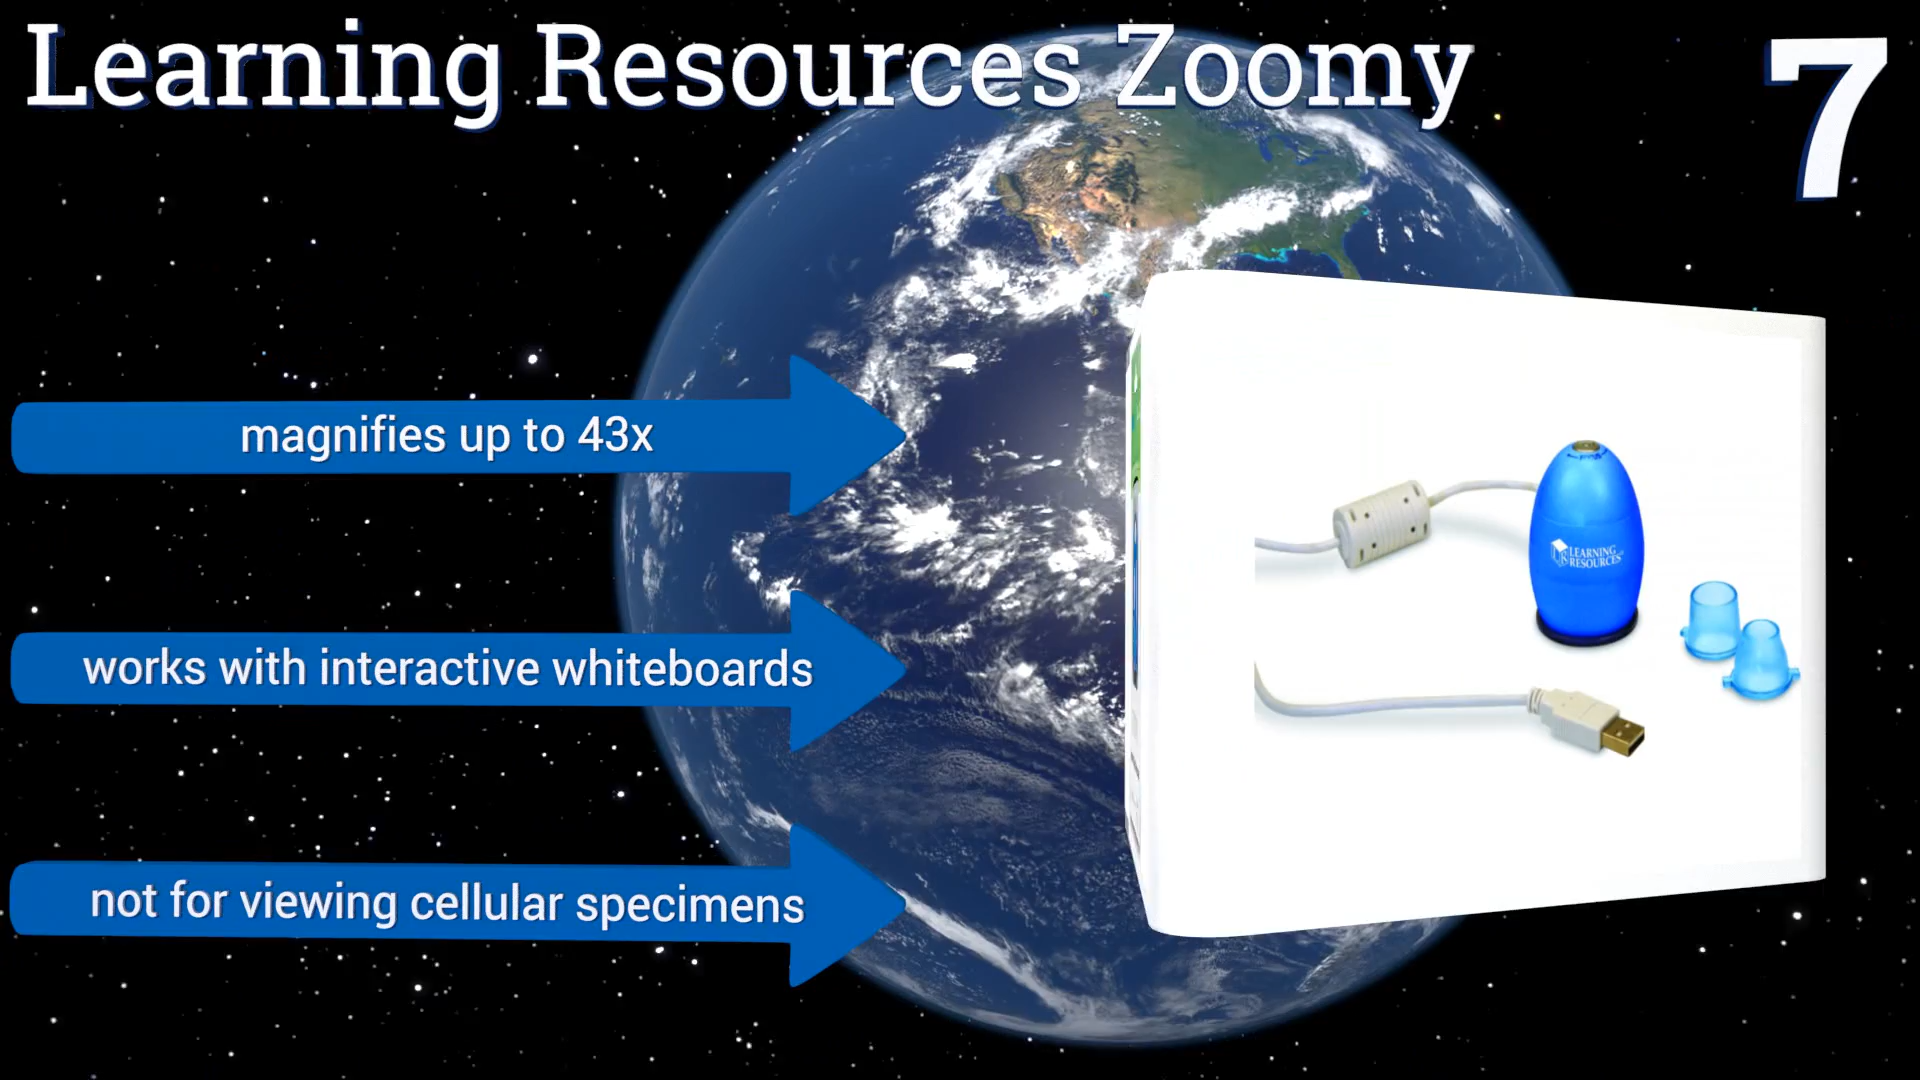 Learning Resources Zoomy
7
magnifies up to 43x
works with interactive whiteboards
not for viewing cellular specimens
LEARNING
RESOURCES